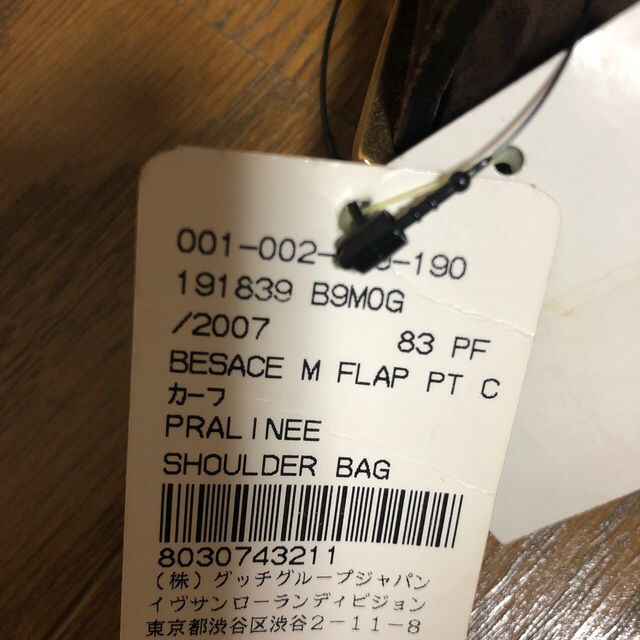 001-002- -190
191839 B9M0G
/2007 83 PF
BESACE M FLAP PT C
カーフ
PRALINEE
SHOULDER BAG
8030743211
(株)グッチグループジャパン
イヴサンローランディビジョン
東京都渋谷区渋谷2-11-8